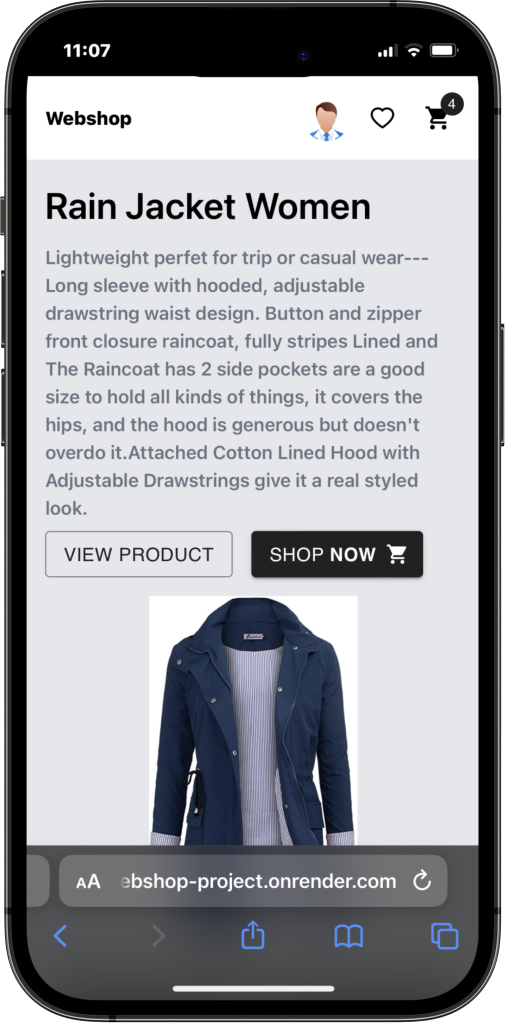 11:07
Webshop
4
Rain Jacket Women
Lightweight perfet for trip or casual wear---
Long sleeve with hooded, adjustable
drawstring waist design. Button and zipper
front closure raincoat, fully stripes Lined and
The Raincoat has 2 side pockets are a good
size to hold all kinds of things, it covers the
hips, and the hood is generous but doesn't
overdo it.Attached Cotton Lined Hood with
Adjustable Drawstrings give it a real styled
look.
VIEW PRODUCT
SHOP NOW
AA ebshop-project.onrender.com